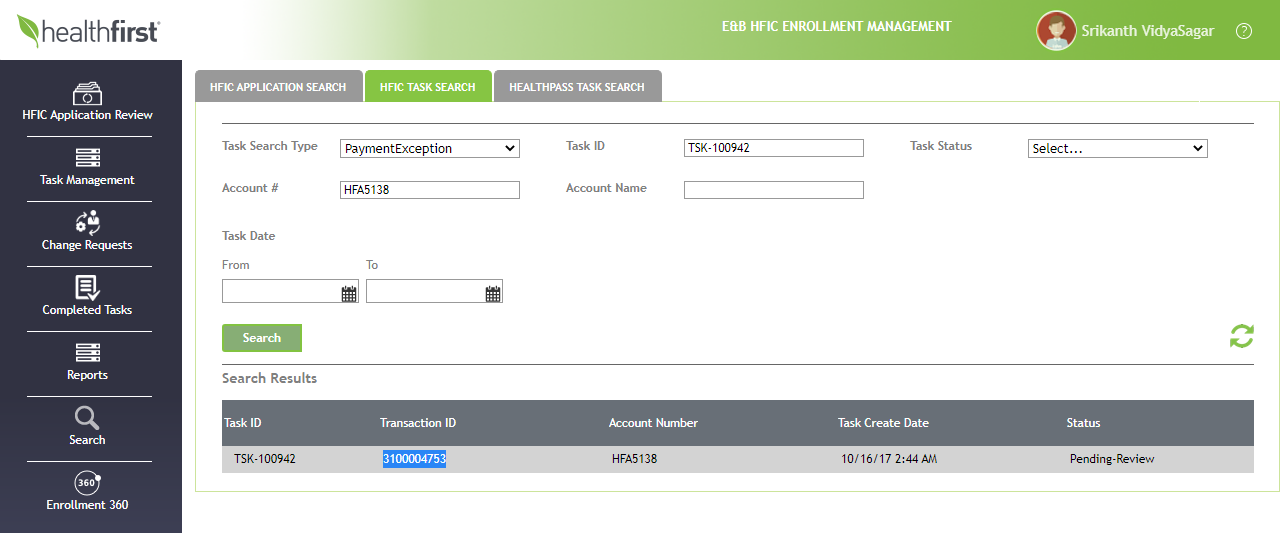 healthfirst
E&B HFIC ENROLLMENT MANAGEMENT
Srikanth VidyaSagar
?
HFIC Application Review
Task Management
Change Requests
Completed Tasks
Reports
Search
360
Enrollment 360
HFIC APPLICATION SEARCH
HFIC TASK SEARCH
HEALTHPASS TASK SEARCH
Task Search Type PaymentException Task ID TSK-100942 Task Status Select...
Account # HFA5138 Account Name
Task Date
From To
Search
Search Results
Task ID Transaction ID Account Number Task Create Date Status
TSK-100942 3100004753 HFA5138 10/16/17 2:44 AM Pending-Review